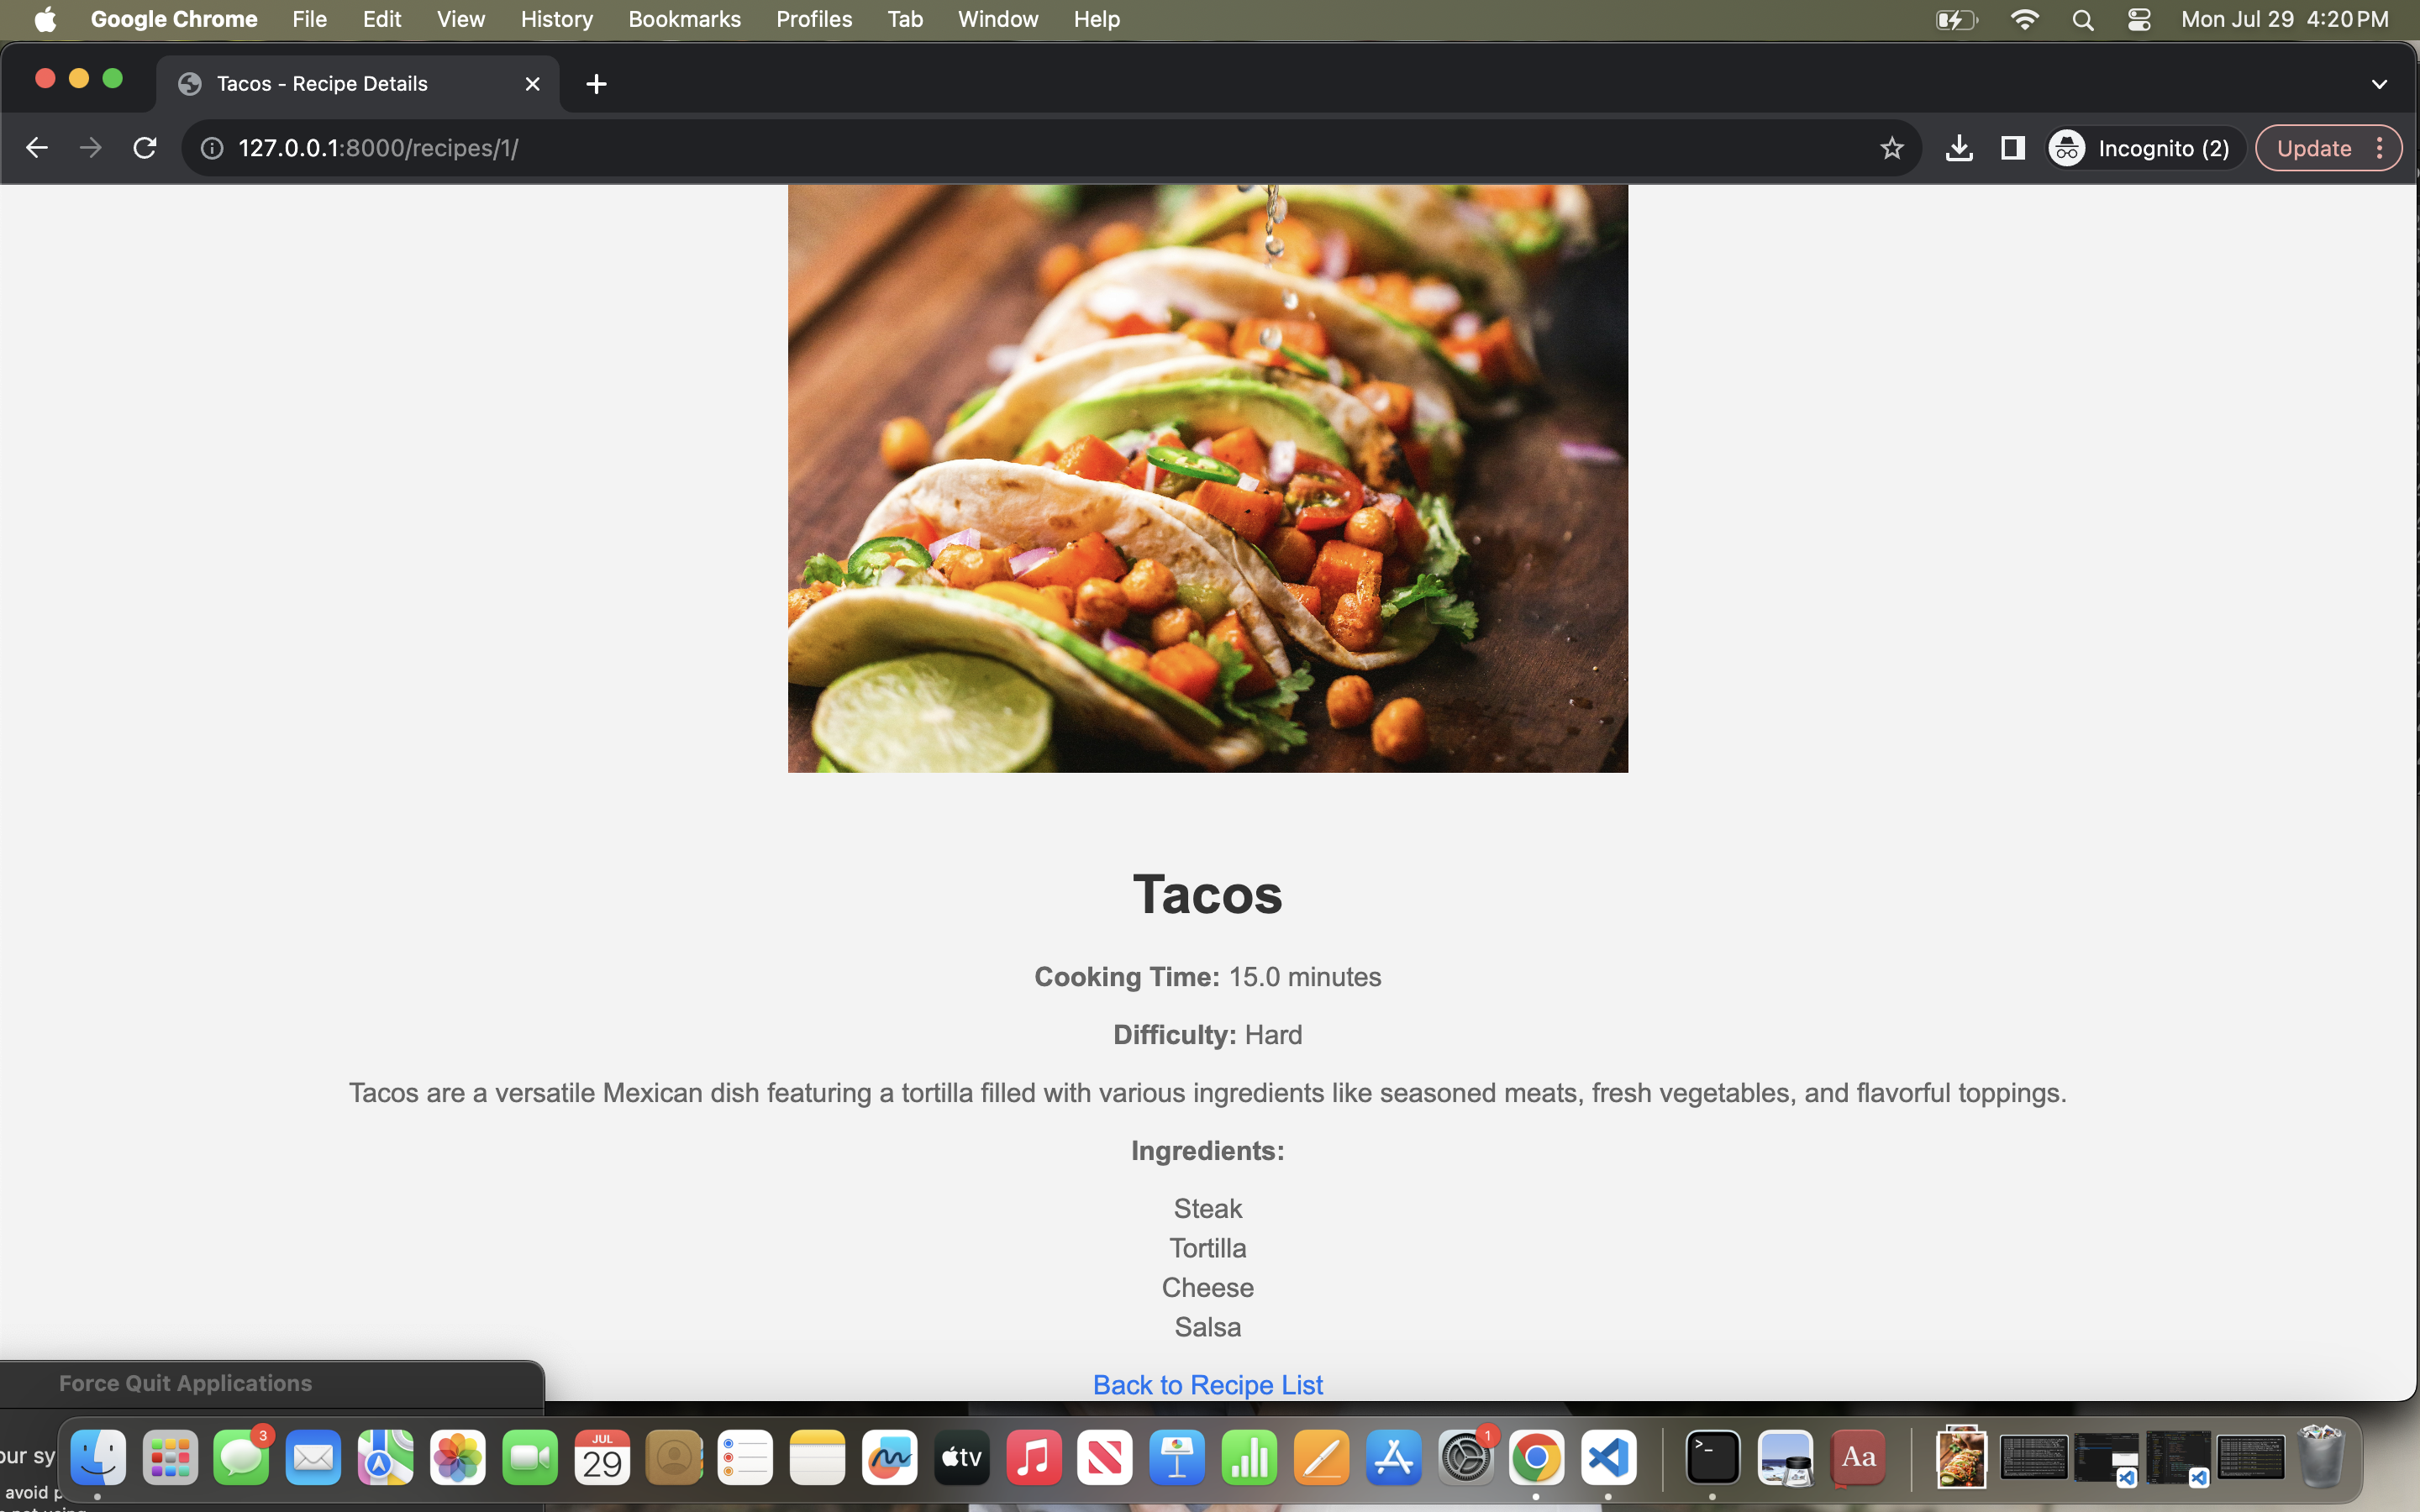 Google Chrome File Edit View History Bookmarks Profiles Tab Window Help Mon Jul 29 4:20 PM
Tacos - Recipe Details
127.0.0.1:8000/recipes/1/ Incognito (2) Update
Tacos
Cooking Time: 15.0 minutes
Difficulty: Hard
Tacos are a versatile Mexican dish featuring a tortilla filled with various ingredients like seasoned meats, fresh vegetables, and flavorful toppings.
Ingredients:
Steak
Tortilla
Cheese
Salsa
Back to Recipe List
Force Quit Applications
3
JUL
29
tv
1
>_
Aa
our sy
avoid p